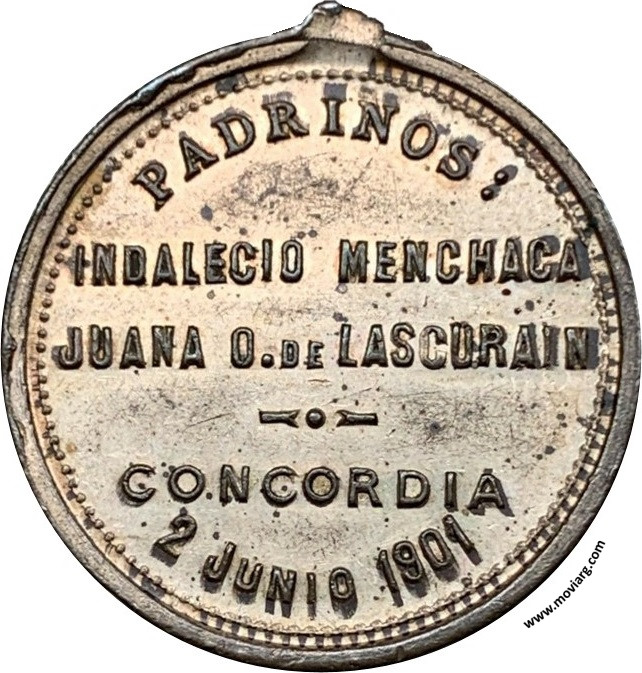 PADRINOS:
INDALECIO MENCHACA
JUANA O. DE LASCURAIN
CONCORDIA
2 JUNIO 1901
www.moviarg.com